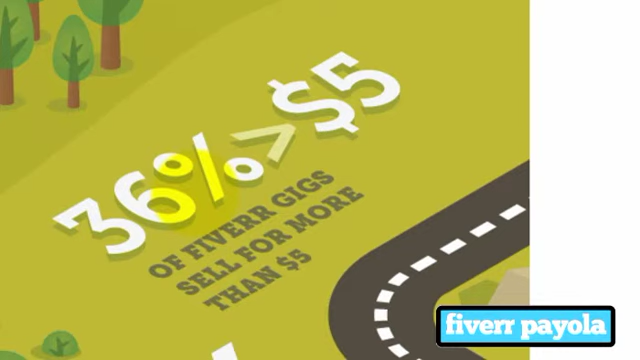 36% > $5
OF FIVERR GIGS
SELL FOR MORE
THAN $5
fiverr payola